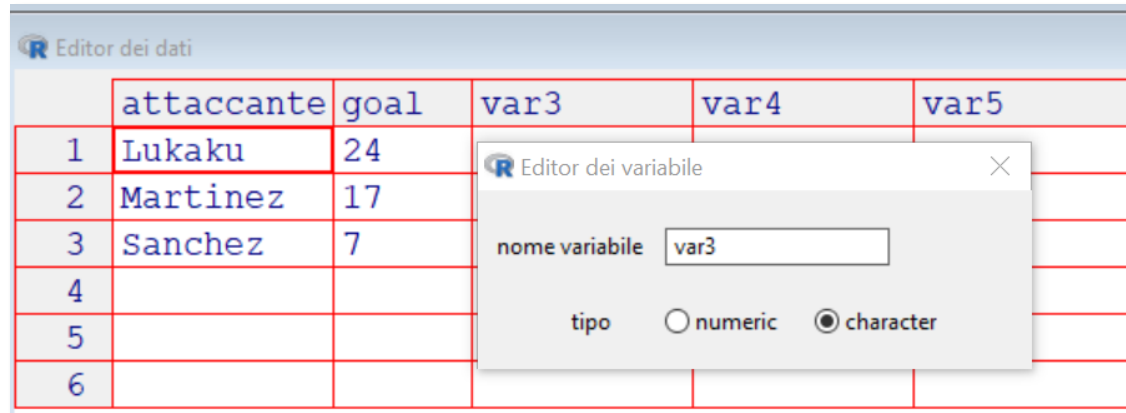 Editor dei dati
attaccante goal var3 var4 var5
1 Lukaku 24
2 Martinez 17
3 Sanchez 7
4
5
6
Editor dei variabile
nome variabile var3
tipo numeric character